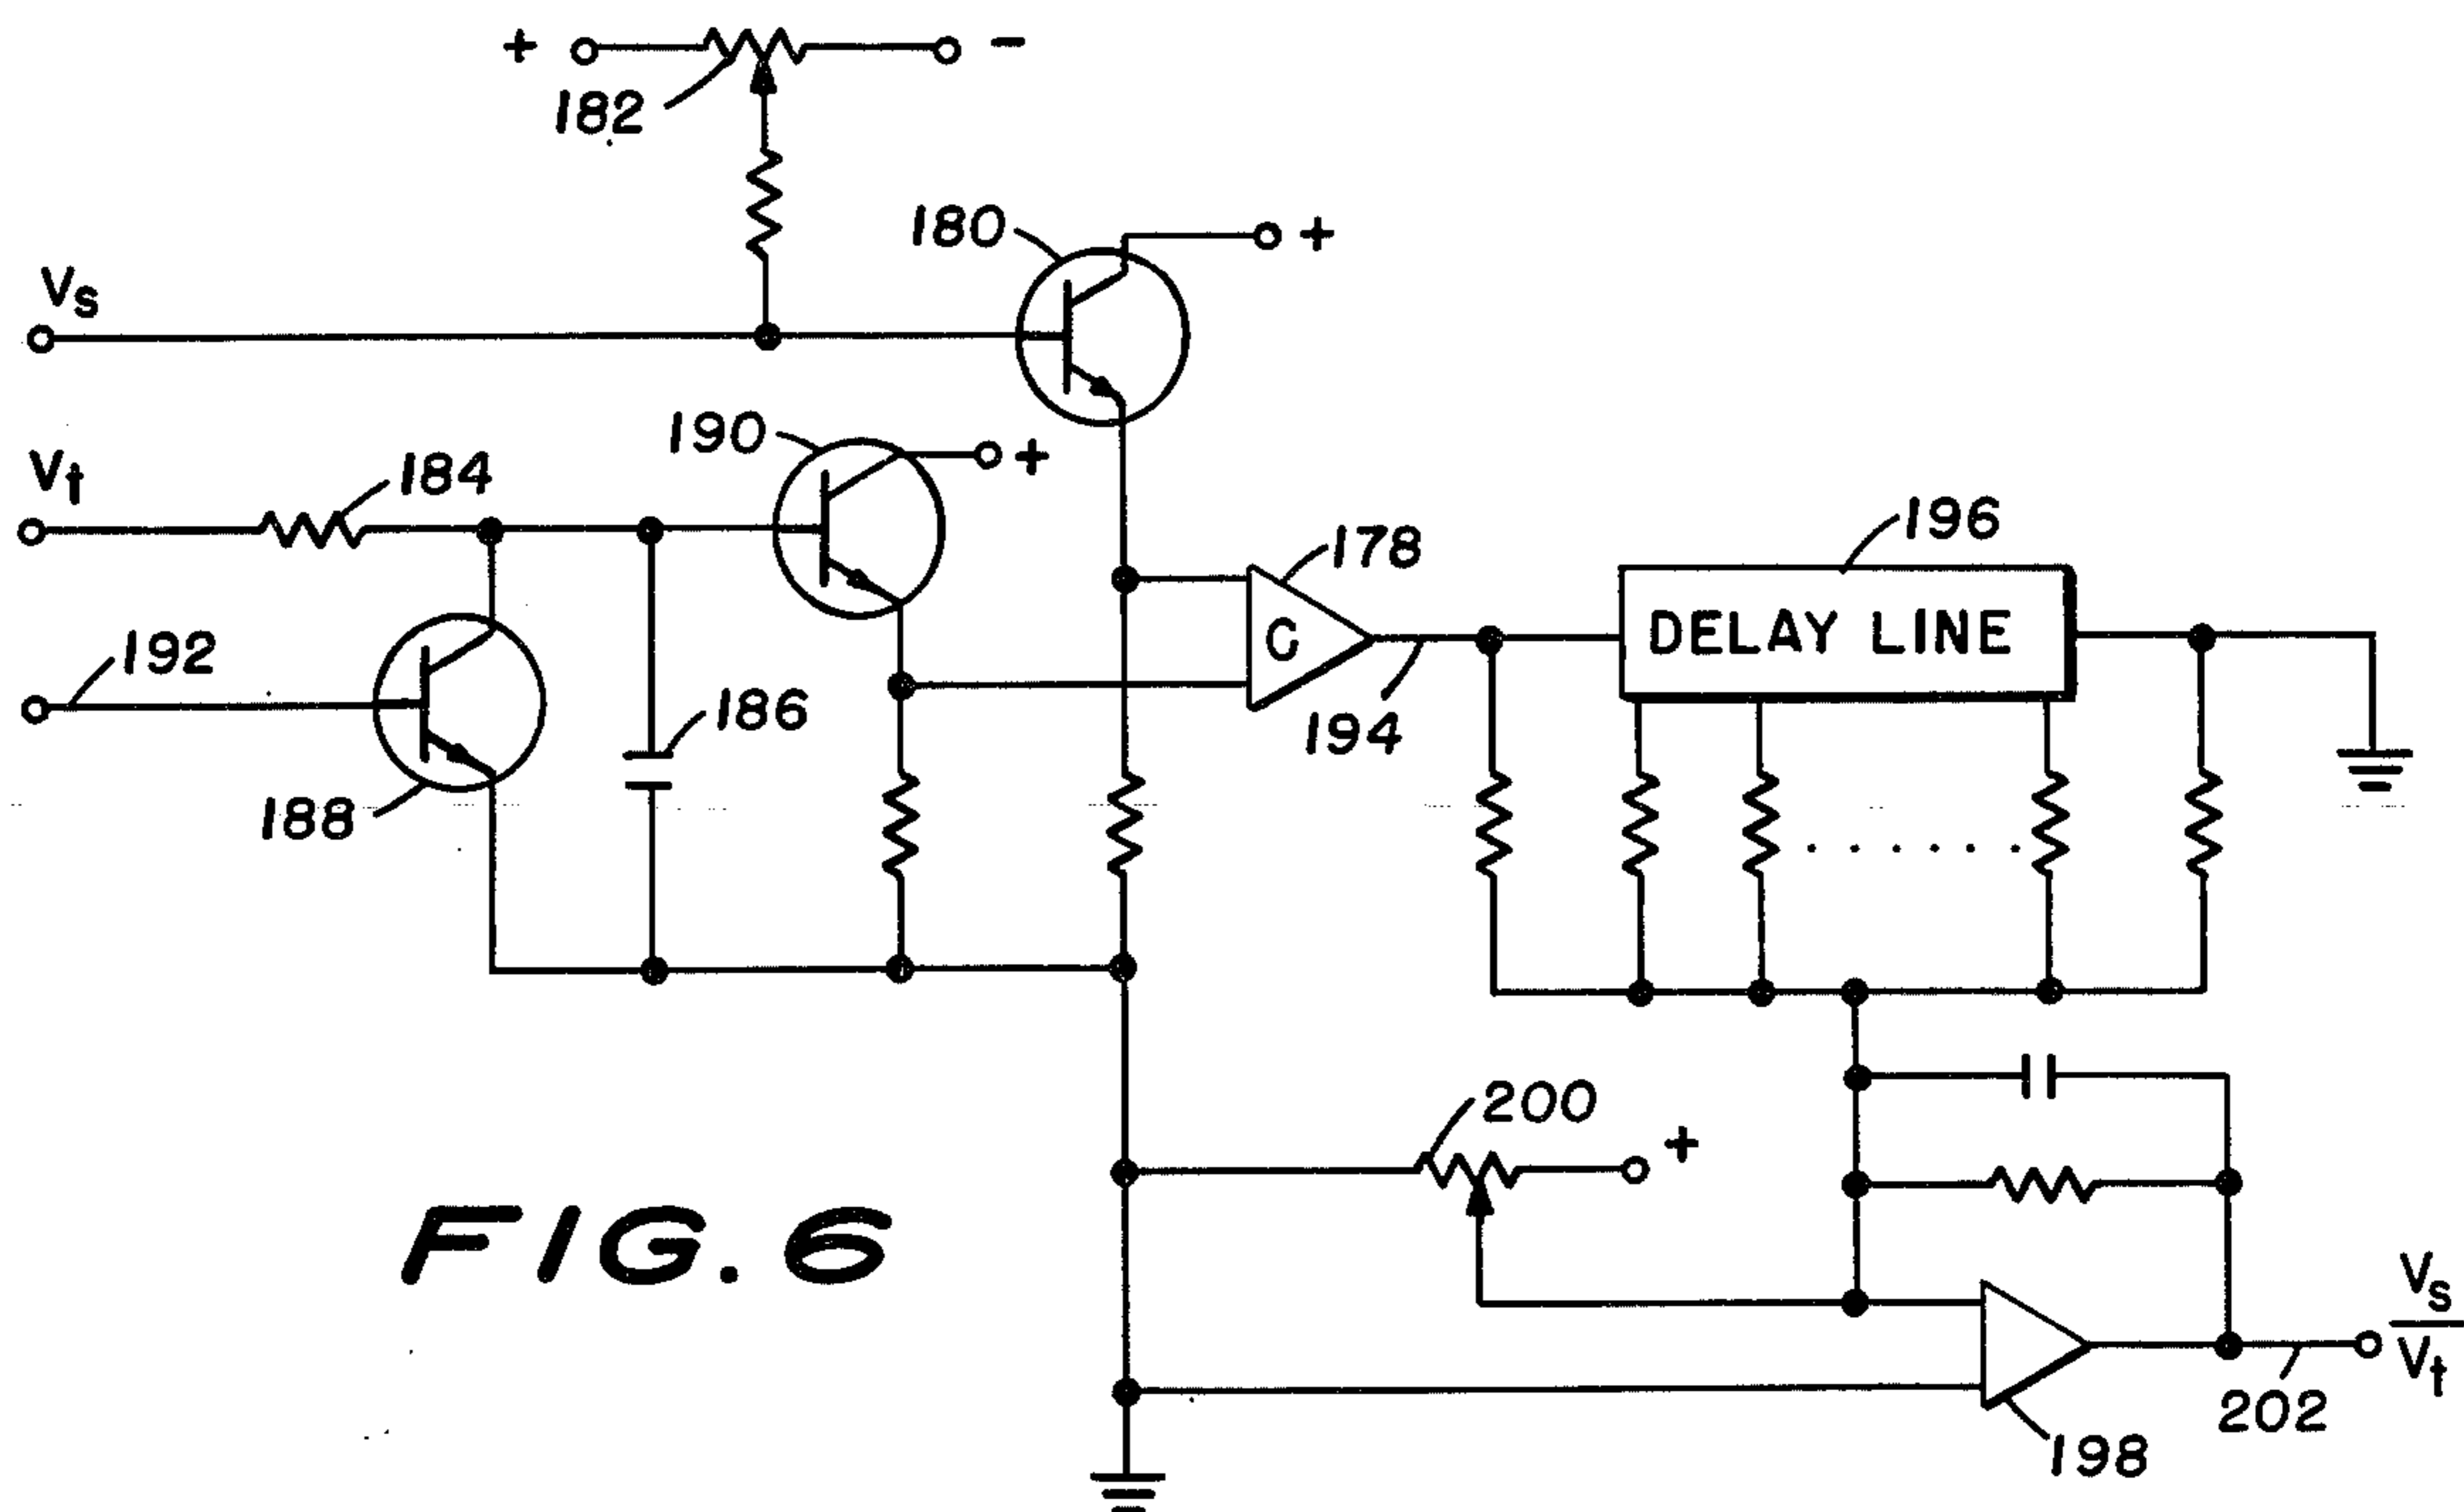 + -
182
180 +
Vs
190 +
Vt 184
178
196
192
C
DELAY LINE
186
194
188
200 +
FIG. 6
Vs
Vt
202
198